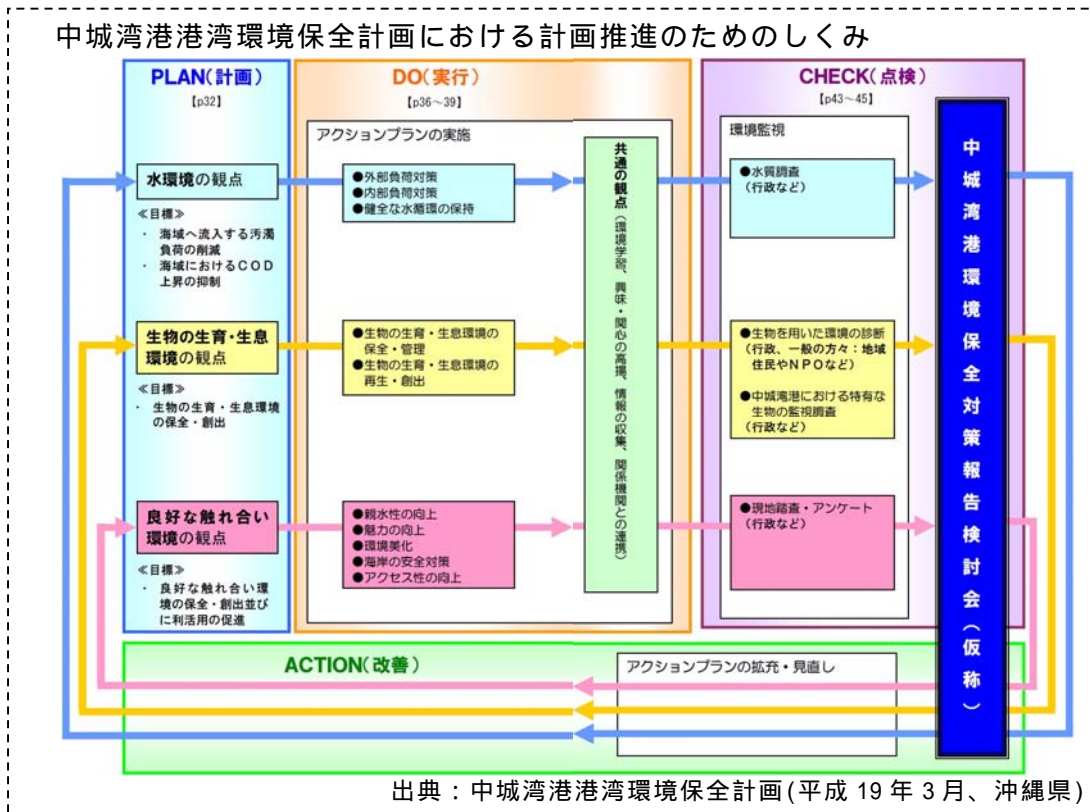 中城湾港港湾環境保全計画における計画推進のためのしくみ
PLAN(計画)
【p32】
水環境の観点
≪目標≫
・ 海域へ流入する汚濁
負荷の削減
・ 海域におけるCOD
上昇の抑制
生物の生育・生息
環境の観点
≪目標≫
・ 生物の生育・生息環境
の保全・創出
良好な触れ合い
環境の観点
≪目標≫
・ 良好な触れ合い環
境の保全・創出並び
に利活用の促進
DO(実行)
【p36～39】
アクションプランの実施
●外部負荷対策
●内部負荷対策
●健全な水循環の保持
●生物の生育・生息環境の
保全・管理
●生物の生育・生息環境の
再生・創出
●親水性の向上
●魅力の向上
●環境美化
●海岸の安全対策
●アクセス性の向上
共通の観点
(環境学習、興味・関心の高揚、情報の収集、関係機関との連携)
CHECK(点検)
【p43～45】
環境監視
●水質調査
(行政など)
●生物を用いた環境の診断
(行政、一般の方々：地域
住民やNPOなど)
●中城湾港における特有な
生物の監視調査
(行政など)
●現地踏査・アンケート
(行政など)
中城湾港環境保全対策報告検討会(仮称)
ACTION(改善)
アクションプランの拡充・見直し
出典：中城湾港港湾環境保全計画(平成19年3月、沖縄県)